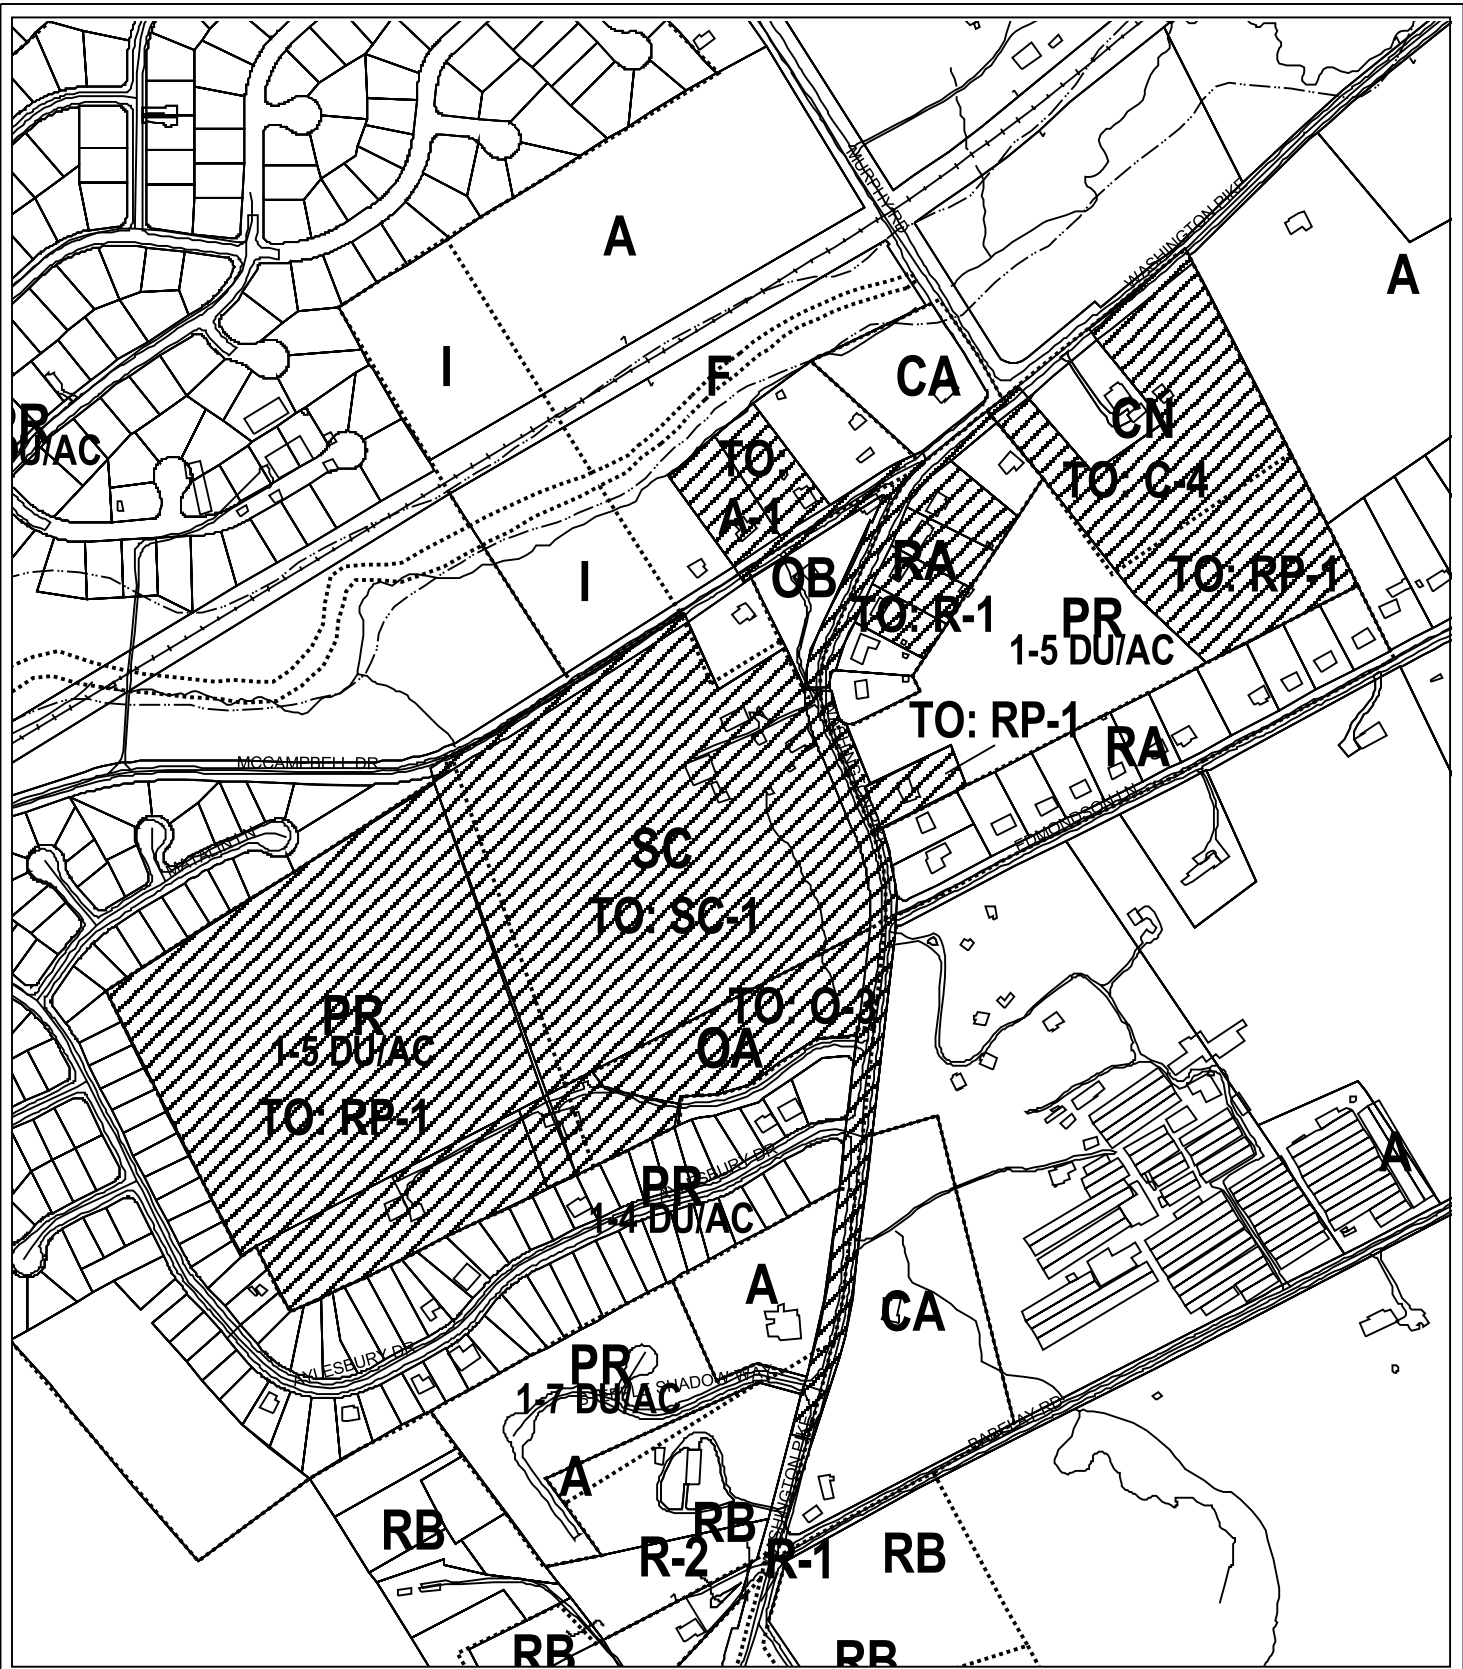 A
MURPHY RD
WASHINGTON PIKE
A
I
F
CA
PR
DU/AC
CN
TO:
A-1
TO: C-4
I
OB
RA
TO: R-1
TO: RP-1
PR
1-5 DU/AC
TO: RP-1
RA
MCCAMPBELL DR
EDMONDSON LN
MATALIN LN
SC
TO: SC-1
TO: O-3
OA
PR
1-5 DU/AC
TO: RP-1
PR
1-4 DU/AC
A
A
CA
AYLESBURY DR
PR
1-7 DU/AC
SHADOW WAY
BABELAY RD
WASHINGTON PIKE
A
RB
RB
R-2
R-1
RB
RB
RB